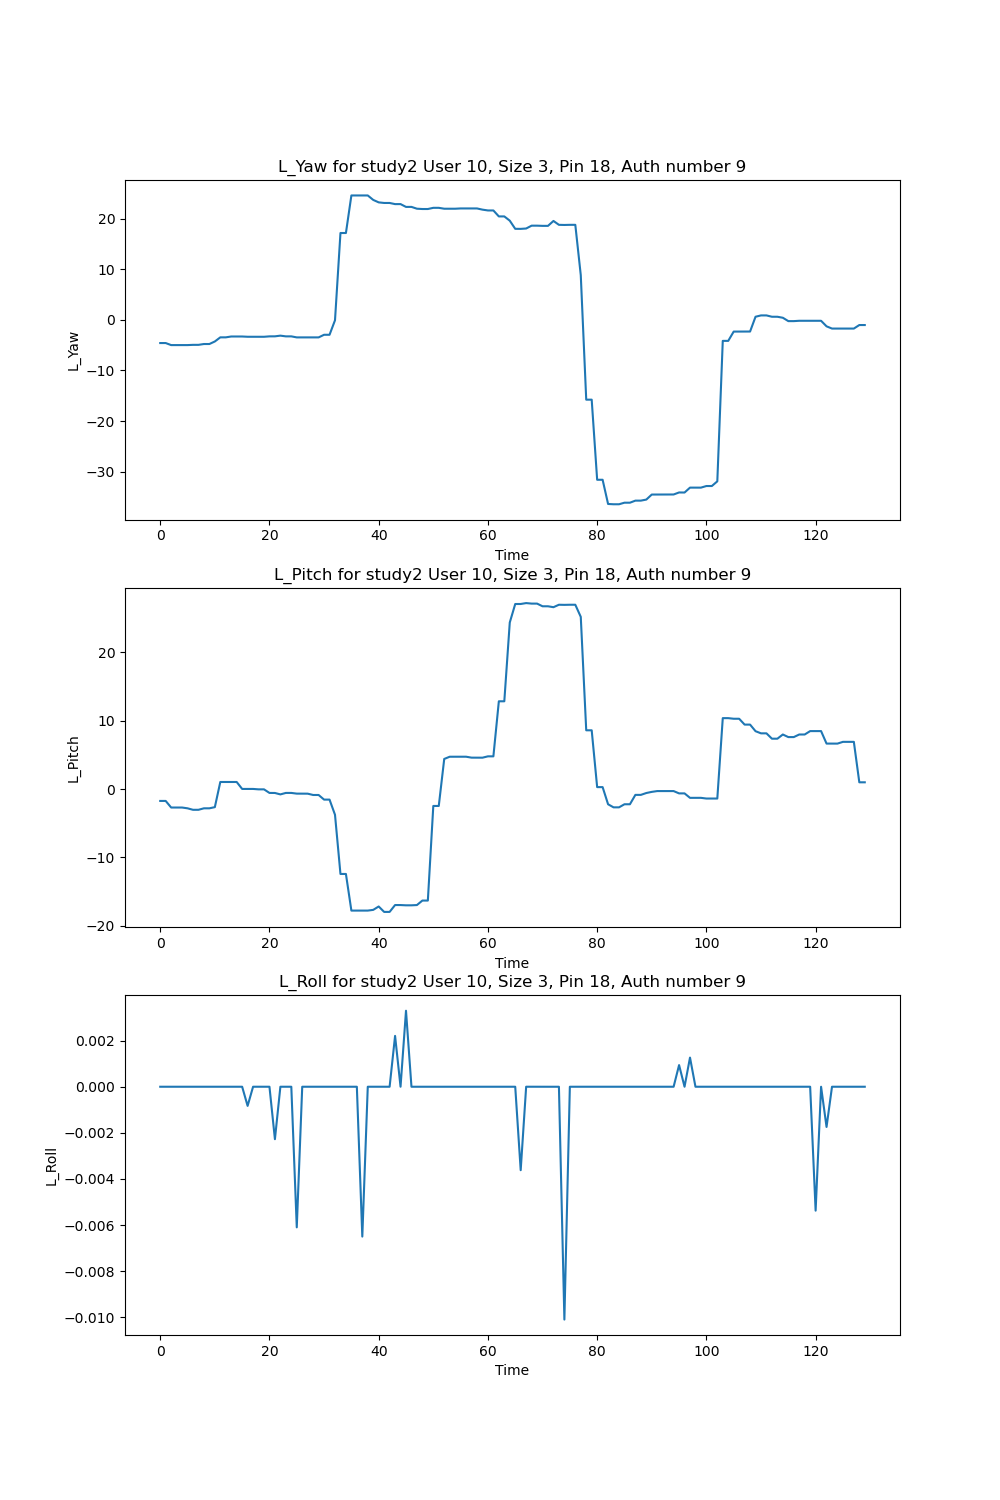 L_Yaw for study2 User 10, Size 3, Pin 18, Auth number 9
20
10
0
−10
−20
−30
L_Yaw
0 20 40 60 80 100 120
Time
L_Pitch for study2 User 10, Size 3, Pin 18, Auth number 9
20
10
0
−10
−20
L_Pitch
0 20 40 60 80 100 120
Time
L_Roll for study2 User 10, Size 3, Pin 18, Auth number 9
0.002
0.000
−0.002
−0.004
−0.006
−0.008
−0.010
L_Roll
0 20 40 60 80 100 120
Time